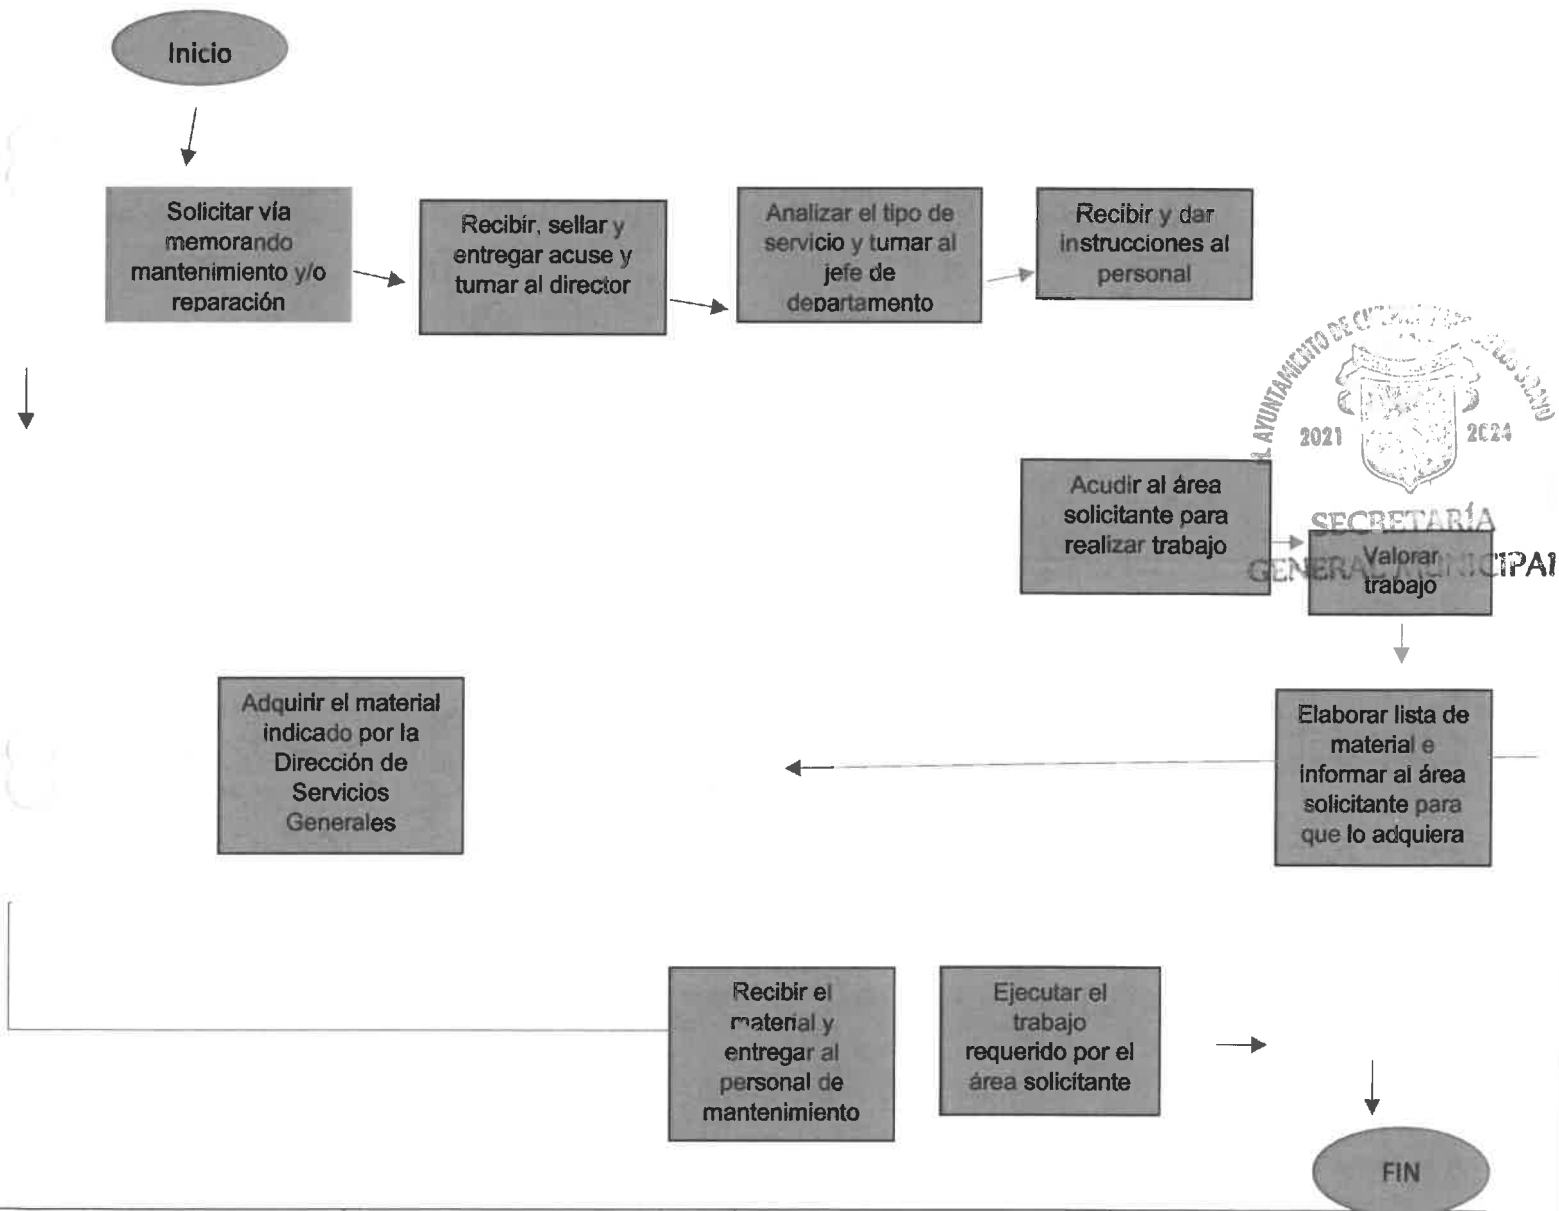 Inicio
Solicitar vía
memorando
mantenimiento y/o
reparación
Recibir, sellar y
entregar acuse y
turnar al director
Analizar el tipo de
servicio y turnar al
jefe de
departamento
Recibir y dar
instrucciones al
personal
AYUNTAMIENTO DE
2021
2024
SECRETARÍA
GENERAL MUNICIPAL
Acudir al área
solicitante para
realizar trabajo
Valorar
trabajo
Adquirir el material
indicado por la
Dirección de
Servicios
Generales
Elaborar lista de
material e
informar al área
solicitante para
que lo adquiera
Recibir el
material y
entregar al
personal de
mantenimiento
Ejecutar el
trabajo
requerido por el
área solicitante
FIN